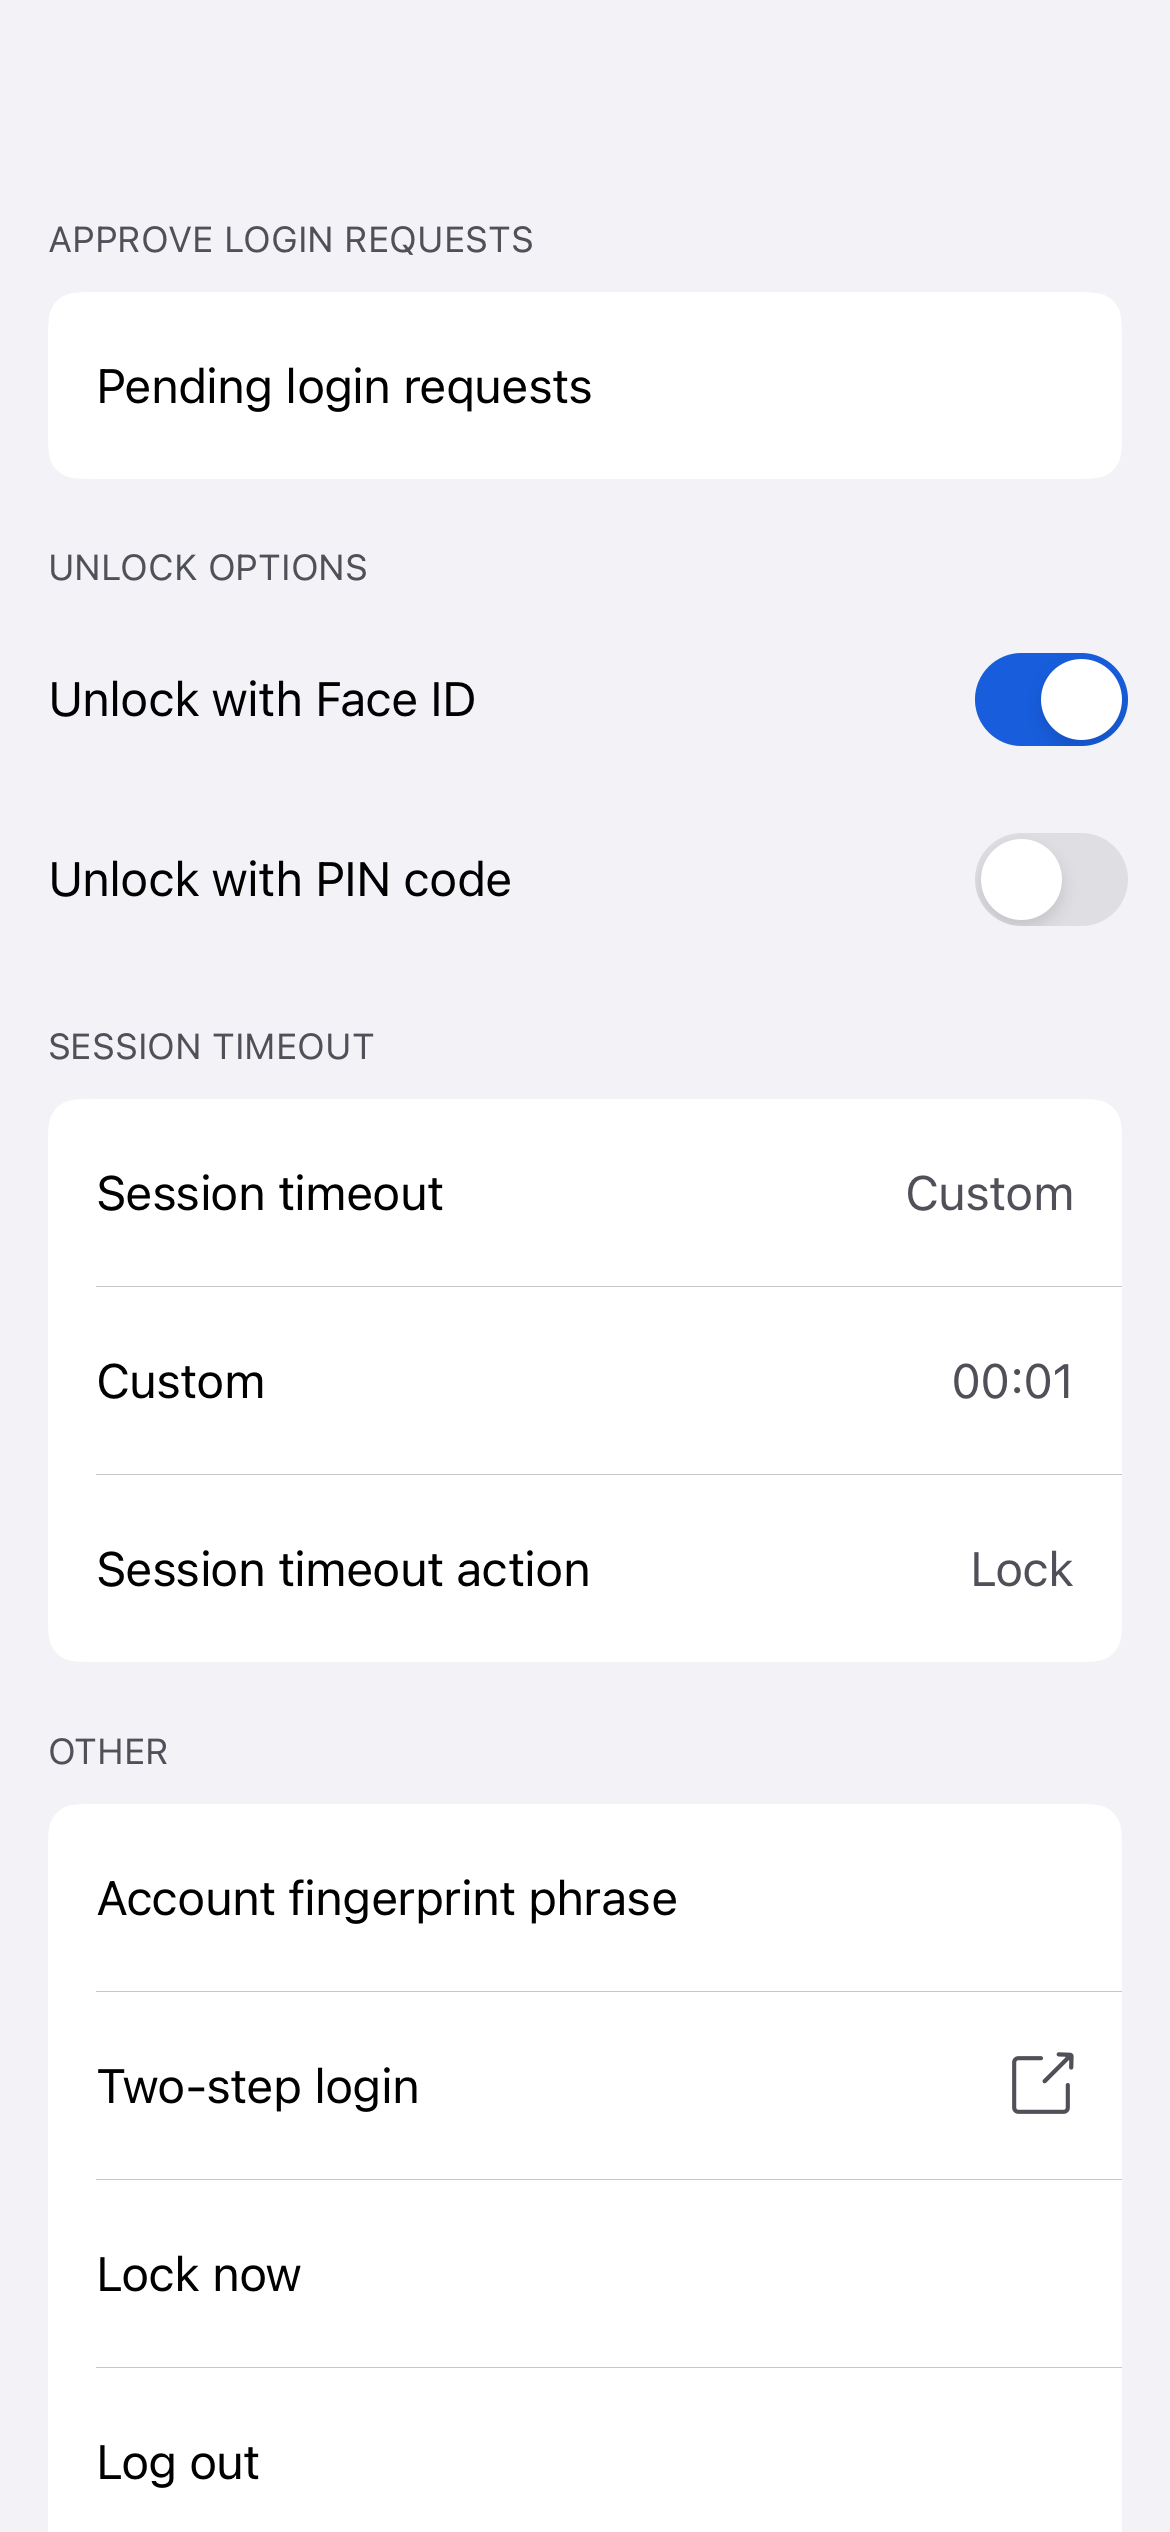 APPROVE LOGIN REQUESTS
Pending login requests
UNLOCK OPTIONS
Unlock with Face ID
Unlock with PIN code
SESSION TIMEOUT
Session timeout Custom
Custom 00:01
Session timeout action Lock
OTHER
Account fingerprint phrase
Two-step login
Lock now
Log out